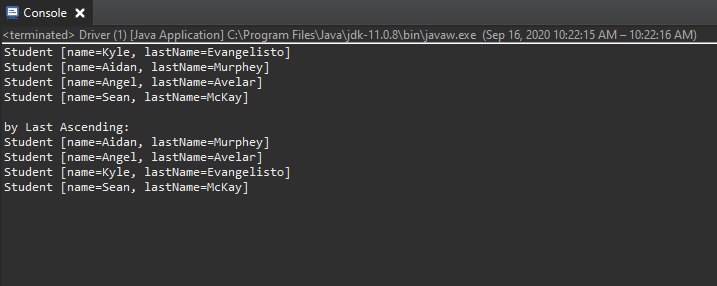 Console
<terminated> Driver (1) [Java Application] C:\Program Files\Java\jdk-11.0.8\bin\javaw.exe (Sep 16, 2020 10:22:15 AM – 10:22:16 AM)
Student [name=Kyle, lastName=Evangelisto]
Student [name=Aidan, lastName=Murphey]
Student [name=Angel, lastName=Avelar]
Student [name=Sean, lastName=McKay]
by Last Ascending:
Student [name=Aidan, lastName=Murphey]
Student [name=Angel, lastName=Avelar]
Student [name=Kyle, lastName=Evangelisto]
Student [name=Sean, lastName=McKay]